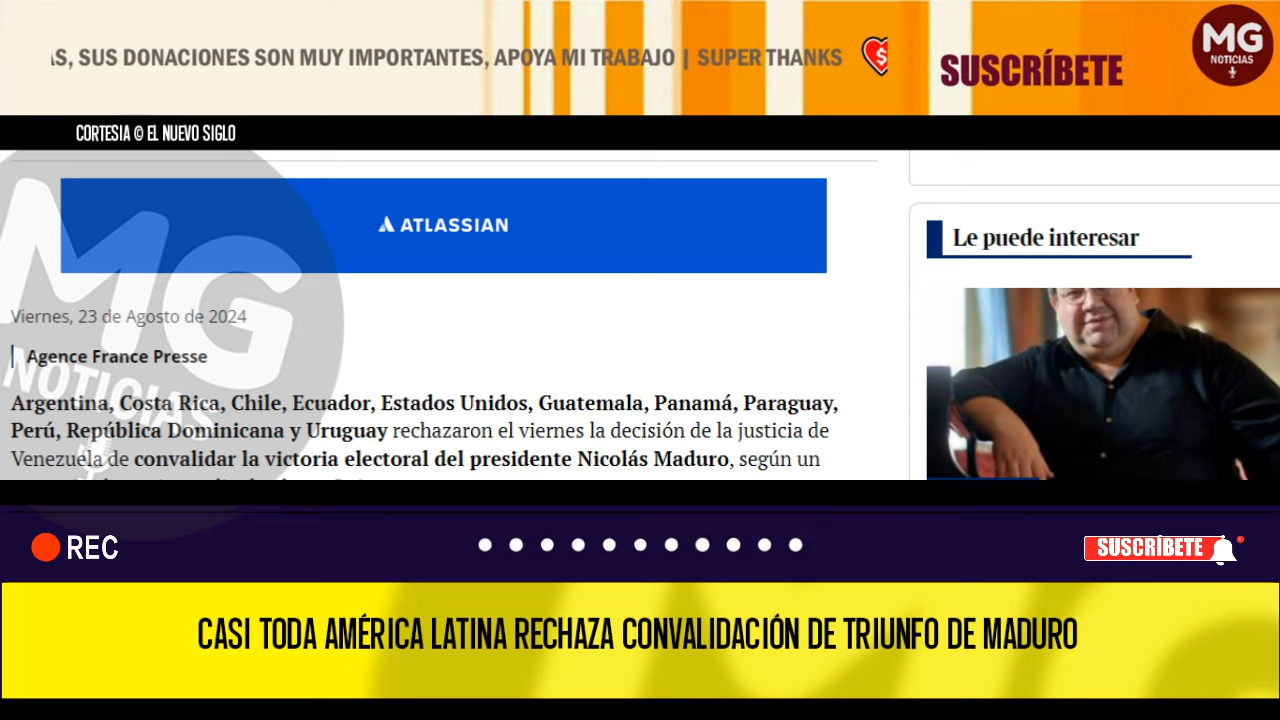 AS, SUS DONACIONES SON MUY IMPORTANTES, APOYA MI TRABAJO | SUPER THANKS
$
SUSCRÍBETE
MG
NOTICIAS
CORTESIA © EL NUEVO SIGLO
ATLASSIAN
Le puede interesar
MG
NOTICIAS
Viernes, 23 de Agosto de 2024
Agence France Presse
Argentina, Costa Rica, Chile, Ecuador, Estados Unidos, Guatemala, Panamá, Paraguay,
Perú, República Dominicana y Uruguay rechazaron el viernes la decisión de la justicia de
Venezuela de convalidar la victoria electoral del presidente Nicolás Maduro, según un
REC
SUSCRÍBETE
CASI TODA AMÉRICA LATINA RECHAZA CONVALIDACIÓN DE TRIUNFO DE MADURO